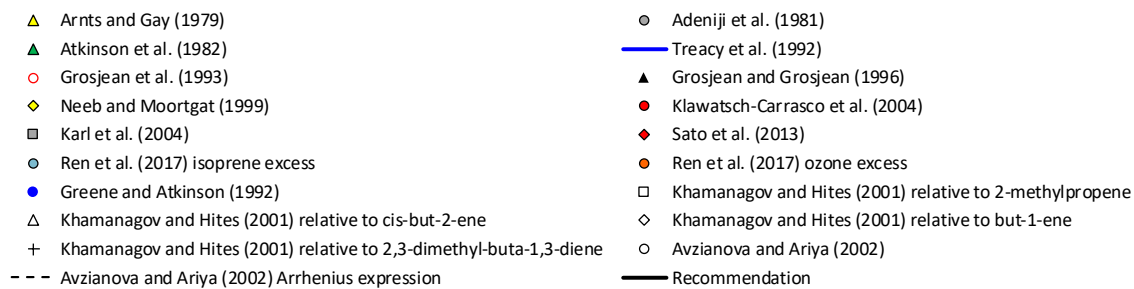 Arnts and Gay (1979)
Adeniji et al. (1981)
Atkinson et al. (1982)
Treacy et al. (1992)
Grosjean et al. (1993)
Grosjean and Grosjean (1996)
Neeb and Moortgat (1999)
Klawatsch-Carrasco et al. (2004)
Karl et al. (2004)
Sato et al. (2013)
Ren et al. (2017) isoprene excess
Ren et al. (2017) ozone excess
Greene and Atkinson (1992)
Khamanagov and Hites (2001) relative to 2-methylpropene
Khamanagov and Hites (2001) relative to cis-but-2-ene
Khamanagov and Hites (2001) relative to but-1-ene
Khamanagov and Hites (2001) relative to 2,3-dimethyl-buta-1,3-diene
Avzianova and Ariya (2002)
Avzianova and Ariya (2002) Arrhenius expression
Recommendation